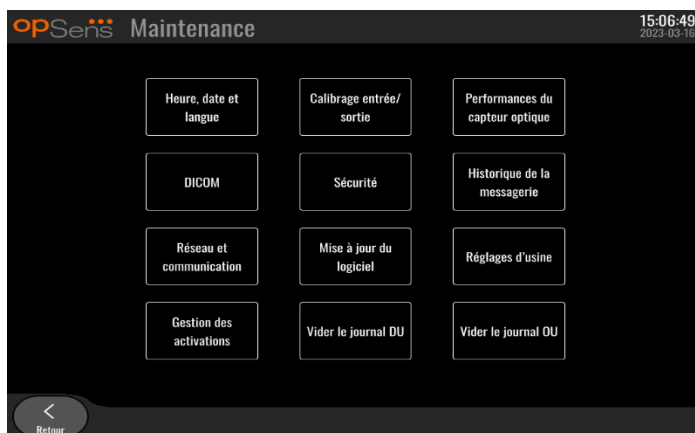 opSens Maintenance
15:06:49
2023-03-16
Heure, date et
langue
Calibrage entrée/
sortie
Performances du
capteur optique
DICOM
Sécurité
Historique de la
messagerie
Réseau et
communication
Mise à jour du
logiciel
Réglages d'usine
Gestion des
activations
Vider le journal DU
Vider le journal OU
Retour